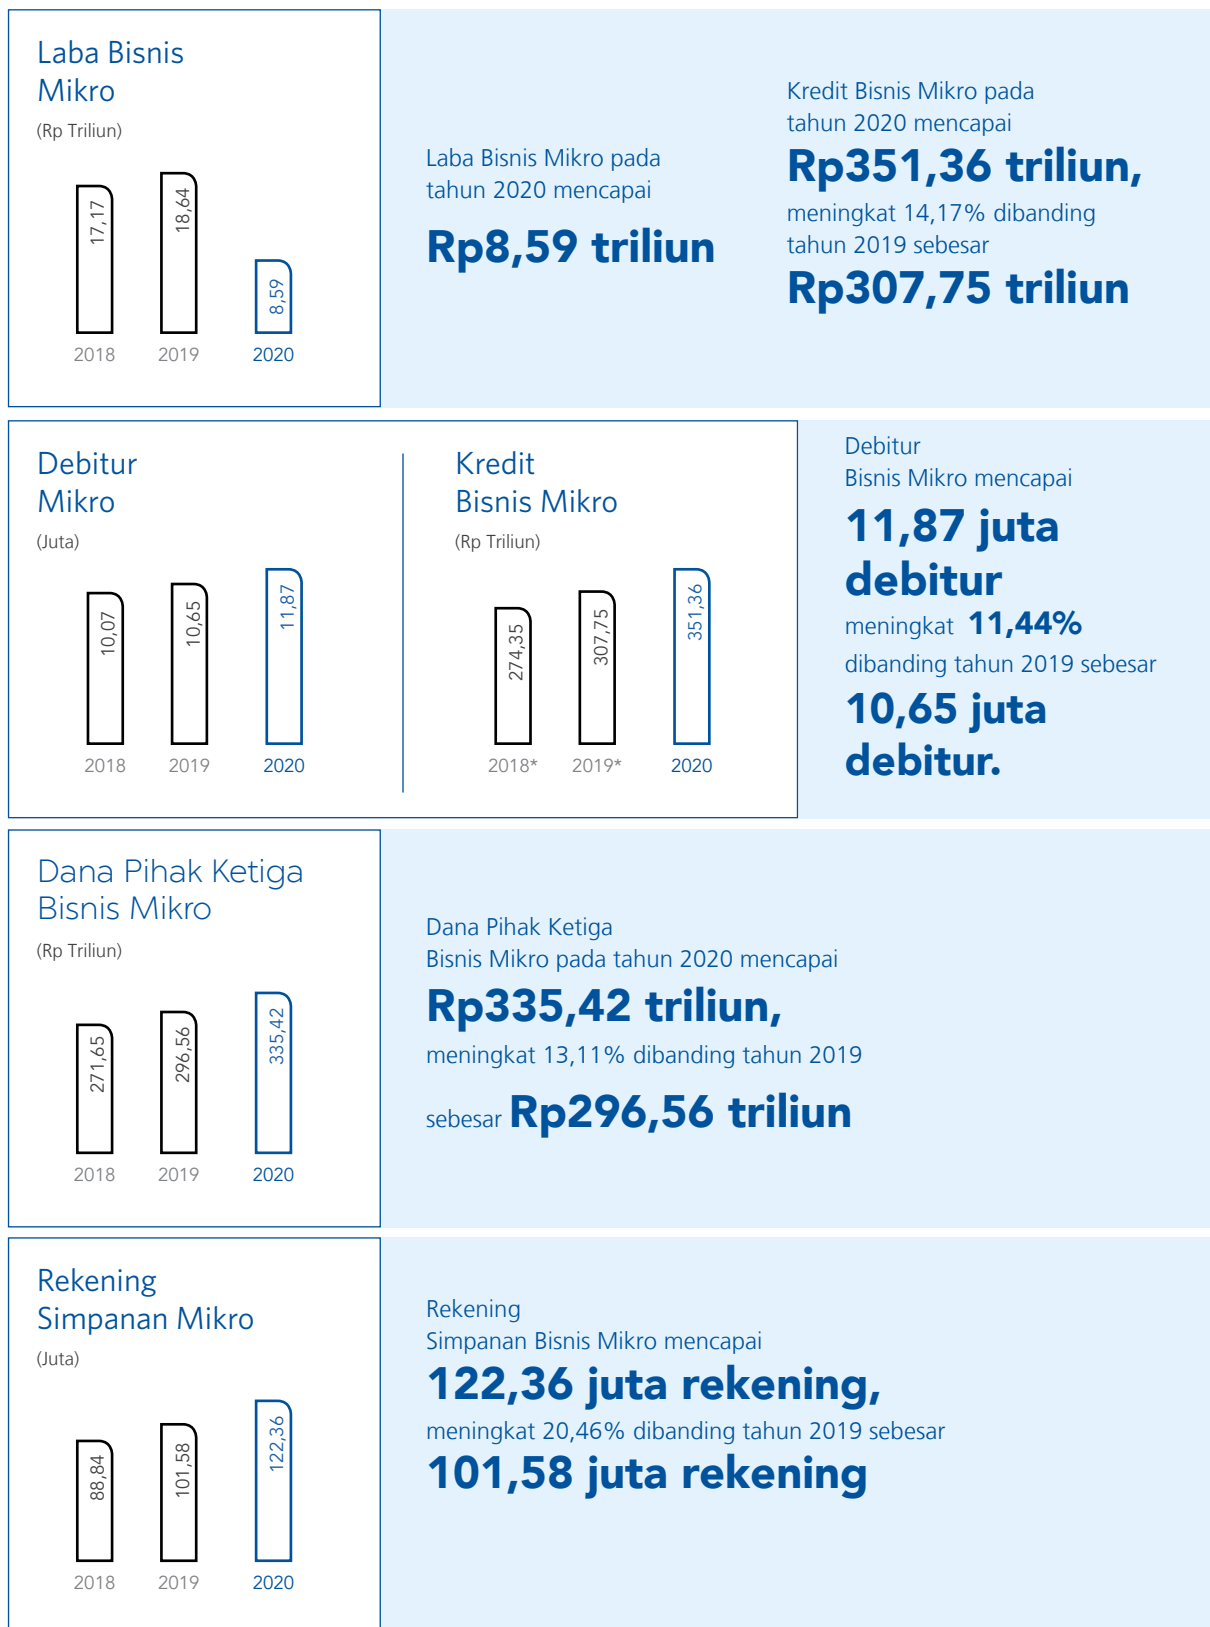 Laba Bisnis
Mikro
(Rp Triliun)
17,17
18,64
8,59
2018
2019
2020
Laba Bisnis Mikro pada
tahun 2020 mencapai
Rp8,59 triliun
Kredit Bisnis Mikro pada
tahun 2020 mencapai
Rp351,36 triliun,
meningkat 14,17% dibanding
tahun 2019 sebesar
Rp307,75 triliun
Debitur
Mikro
(Juta)
10,07
10,65
11,87
2018
2019
2020
Kredit
Bisnis Mikro
(Rp Triliun)
274,35
307,75
351,36
2018*
2019*
2020
Debitur
Bisnis Mikro mencapai
11,87 juta
debitur
meningkat 11,44%
dibanding tahun 2019 sebesar
10,65 juta
debitur.
Dana Pihak Ketiga
Bisnis Mikro
(Rp Triliun)
271,65
296,56
335,42
2018
2019
2020
Dana Pihak Ketiga
Bisnis Mikro pada tahun 2020 mencapai
Rp335,42 triliun,
meningkat 13,11% dibanding tahun 2019
sebesar Rp296,56 triliun
Rekening
Simpanan Mikro
(Juta)
88,84
101,58
122,36
2018
2019
2020
Rekening
Simpanan Bisnis Mikro mencapai
122,36 juta rekening,
meningkat 20,46% dibanding tahun 2019 sebesar
101,58 juta rekening